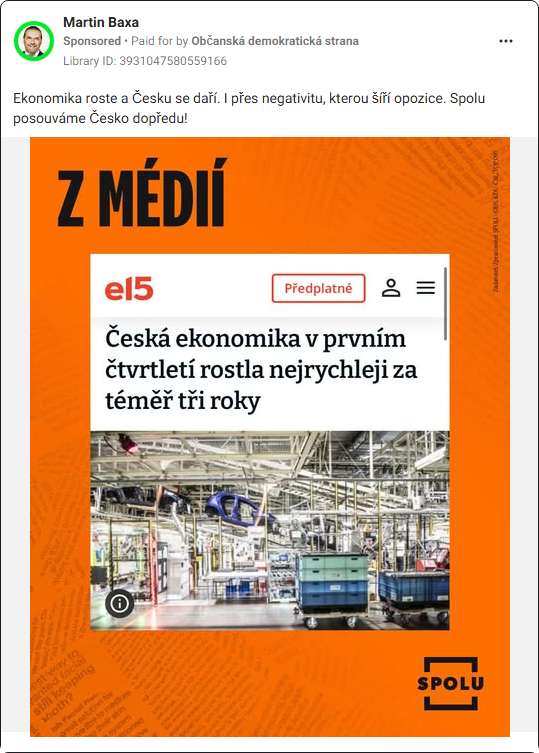 Martin Baxa
Sponsored • Paid for by Občanská demokratická strana
Library ID: 3931047580559166
Ekonomika roste a Česku se daří. I přes negativitu, kterou šíří opozice. Spolu
posouváme Česko dopředu!
Z MÉDIÍ
e15
Předplatné
Česká ekonomika v prvním
čtvrtletí rostla nejrychleji za
téměř tři roky
SPOLU